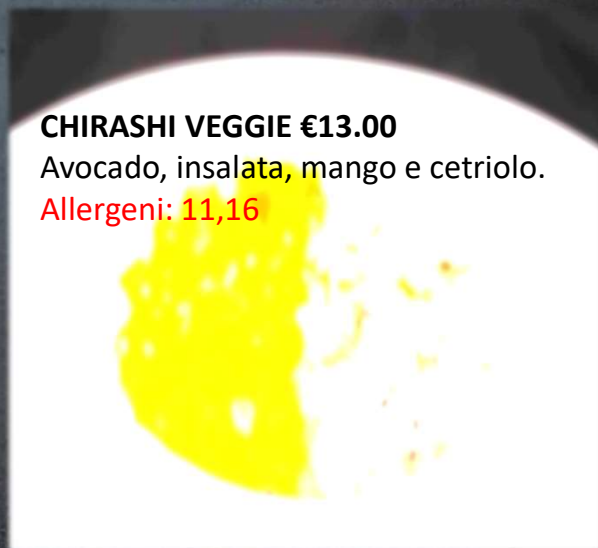 CHIRASHI VEGGIE €13.00
Avocado, insalata, mango e cetriolo.
Allergeni: 11,16